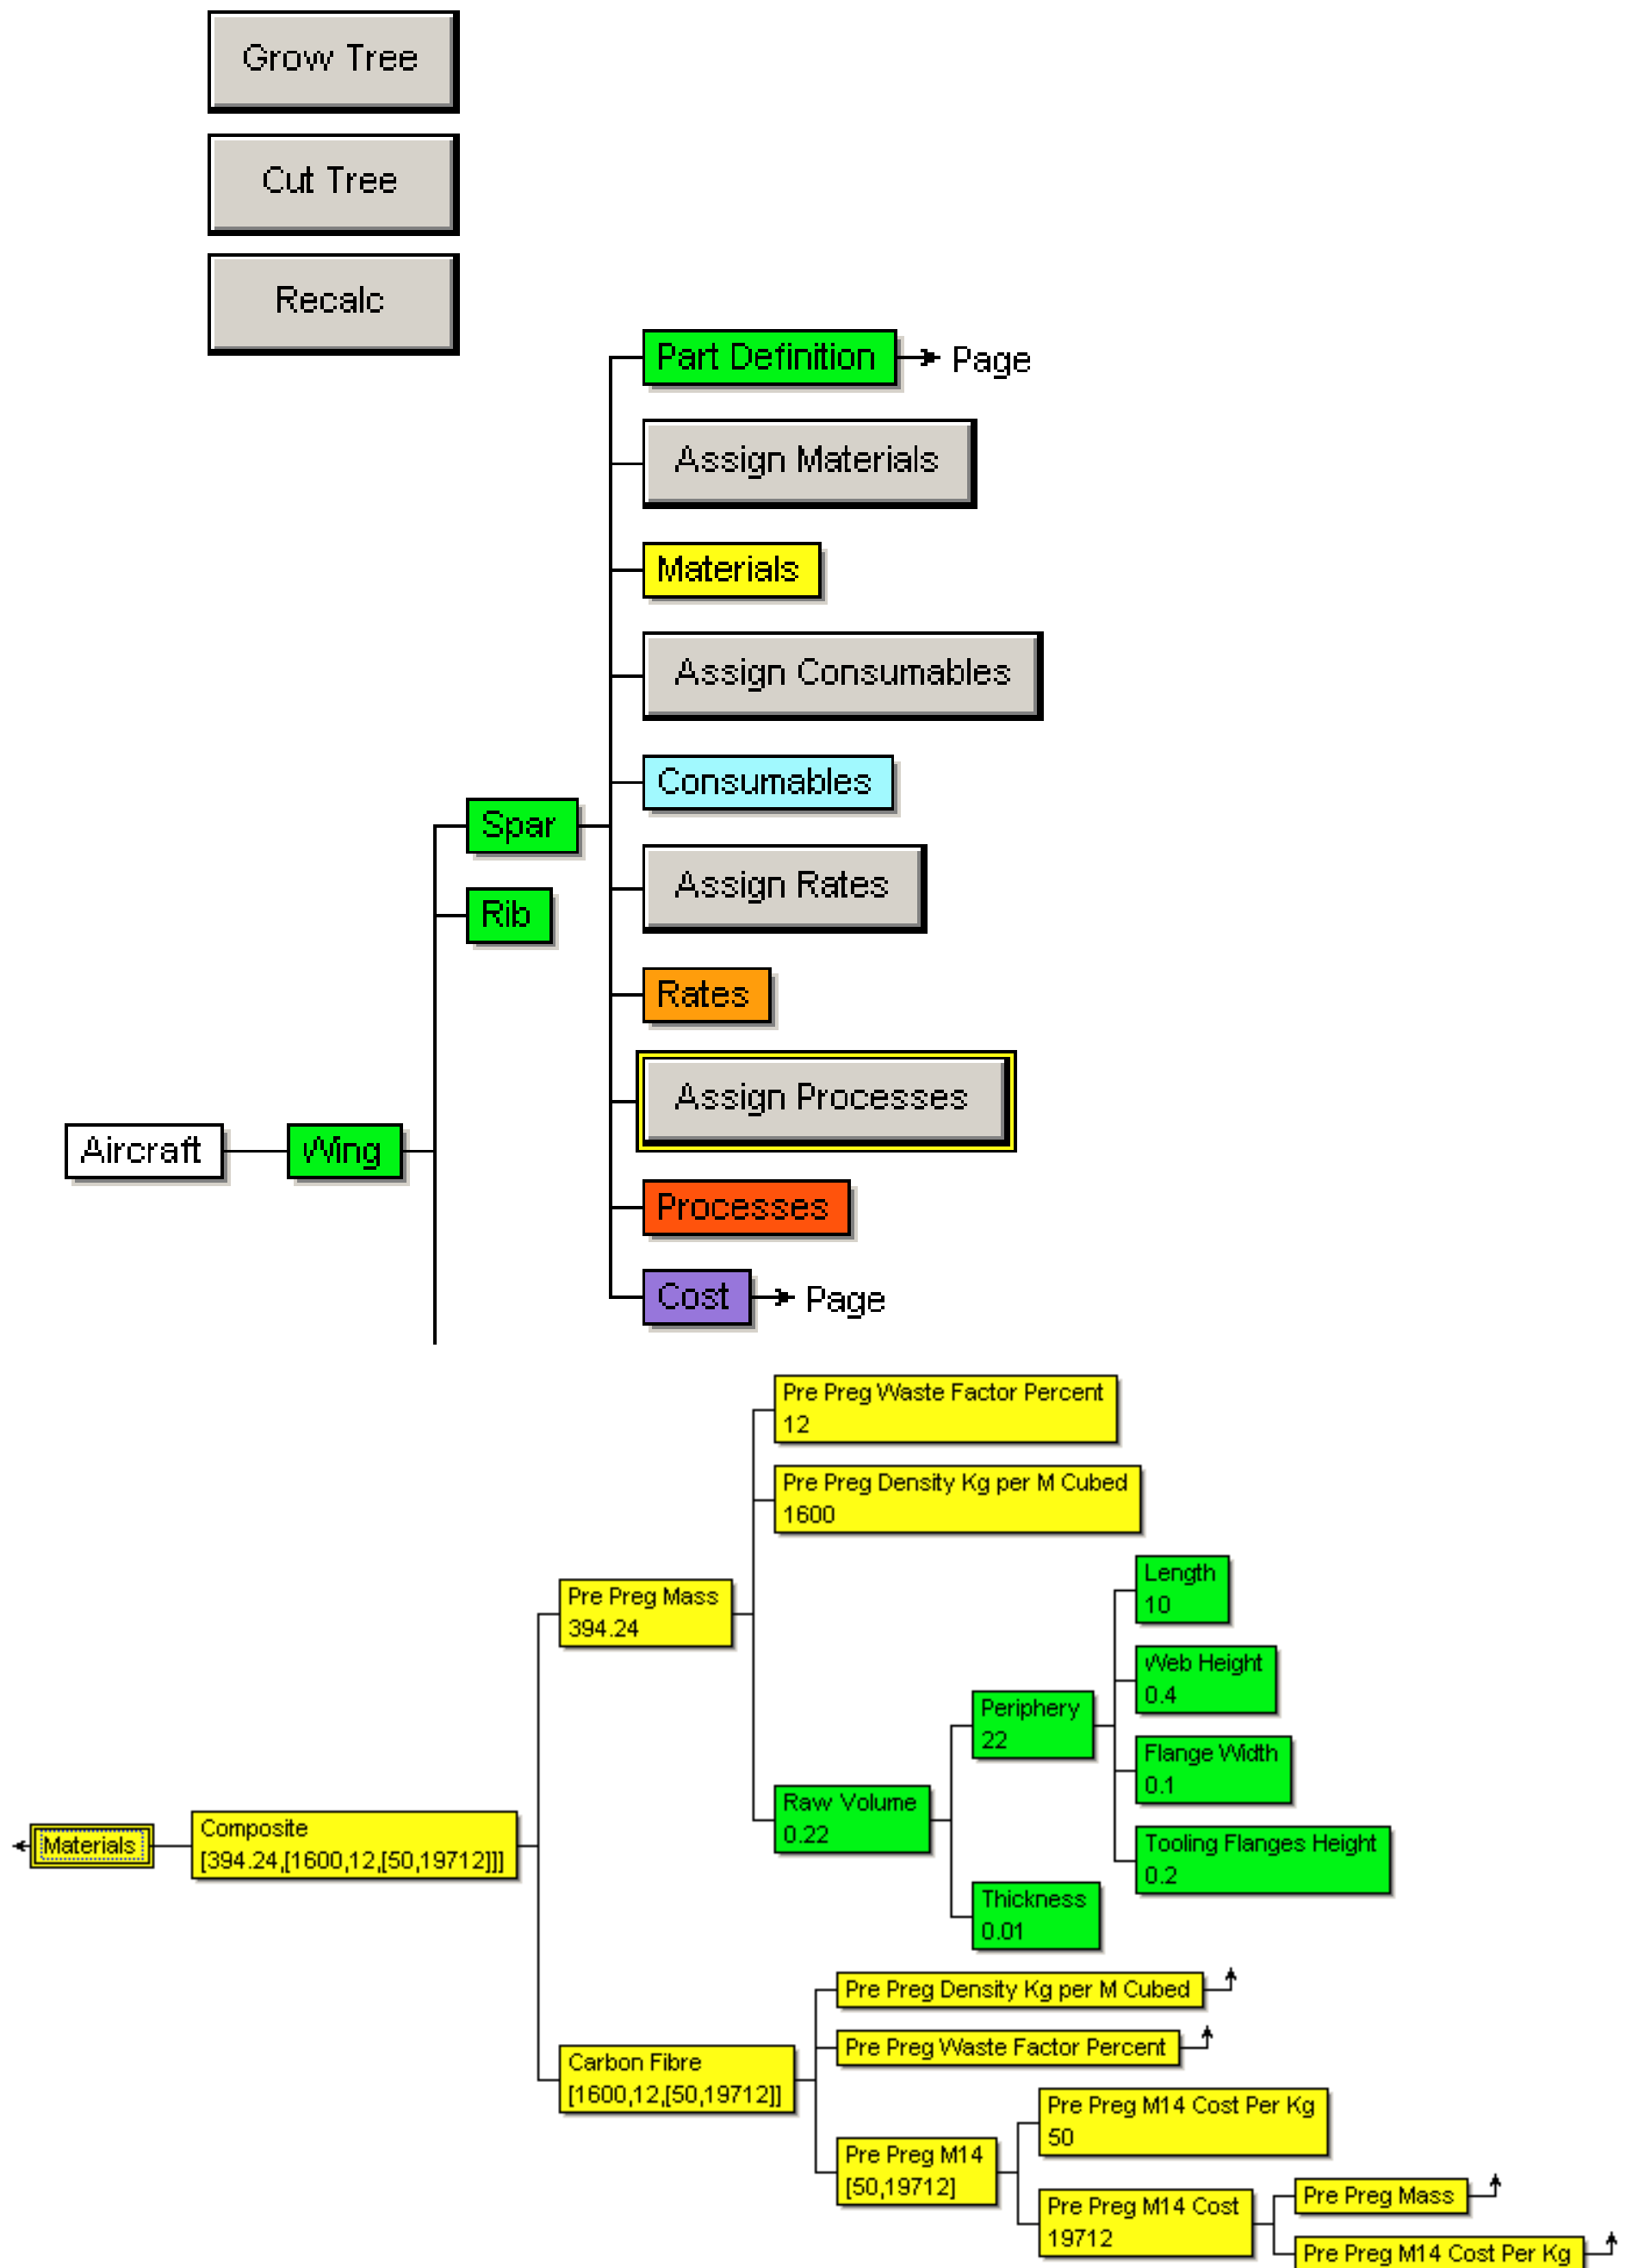 Grow Tree
Cut Tree
Recalc
Part Definition
Page
Assign Materials
Materials
Assign Consumables
Consumables
Spar
Assign Rates
Rib
Rates
Assign Processes
Aircraft
Wing
Processes
Cost
Page
Pre Preg Waste Factor Percent
12
Pre Preg Density Kg per M Cubed
1600
Length
10
Pre Preg Mass
394.24
Web Height
0.4
Periphery
22
Flange Width
0.1
Raw Volume
0.22
Tooling Flanges Height
0.2
Materials
Composite
[394.24,[1600,12,[50,19712]]]
Thickness
0.01
Pre Preg Density Kg per M Cubed
Pre Preg Waste Factor Percent
Carbon Fibre
[1600,12,[50,19712]]
Pre Preg M14 Cost Per Kg
50
Pre Preg M14
[50,19712]
Pre Preg M14 Cost
19712
Pre Preg Mass
Pre Preg M14 Cost Per Kg